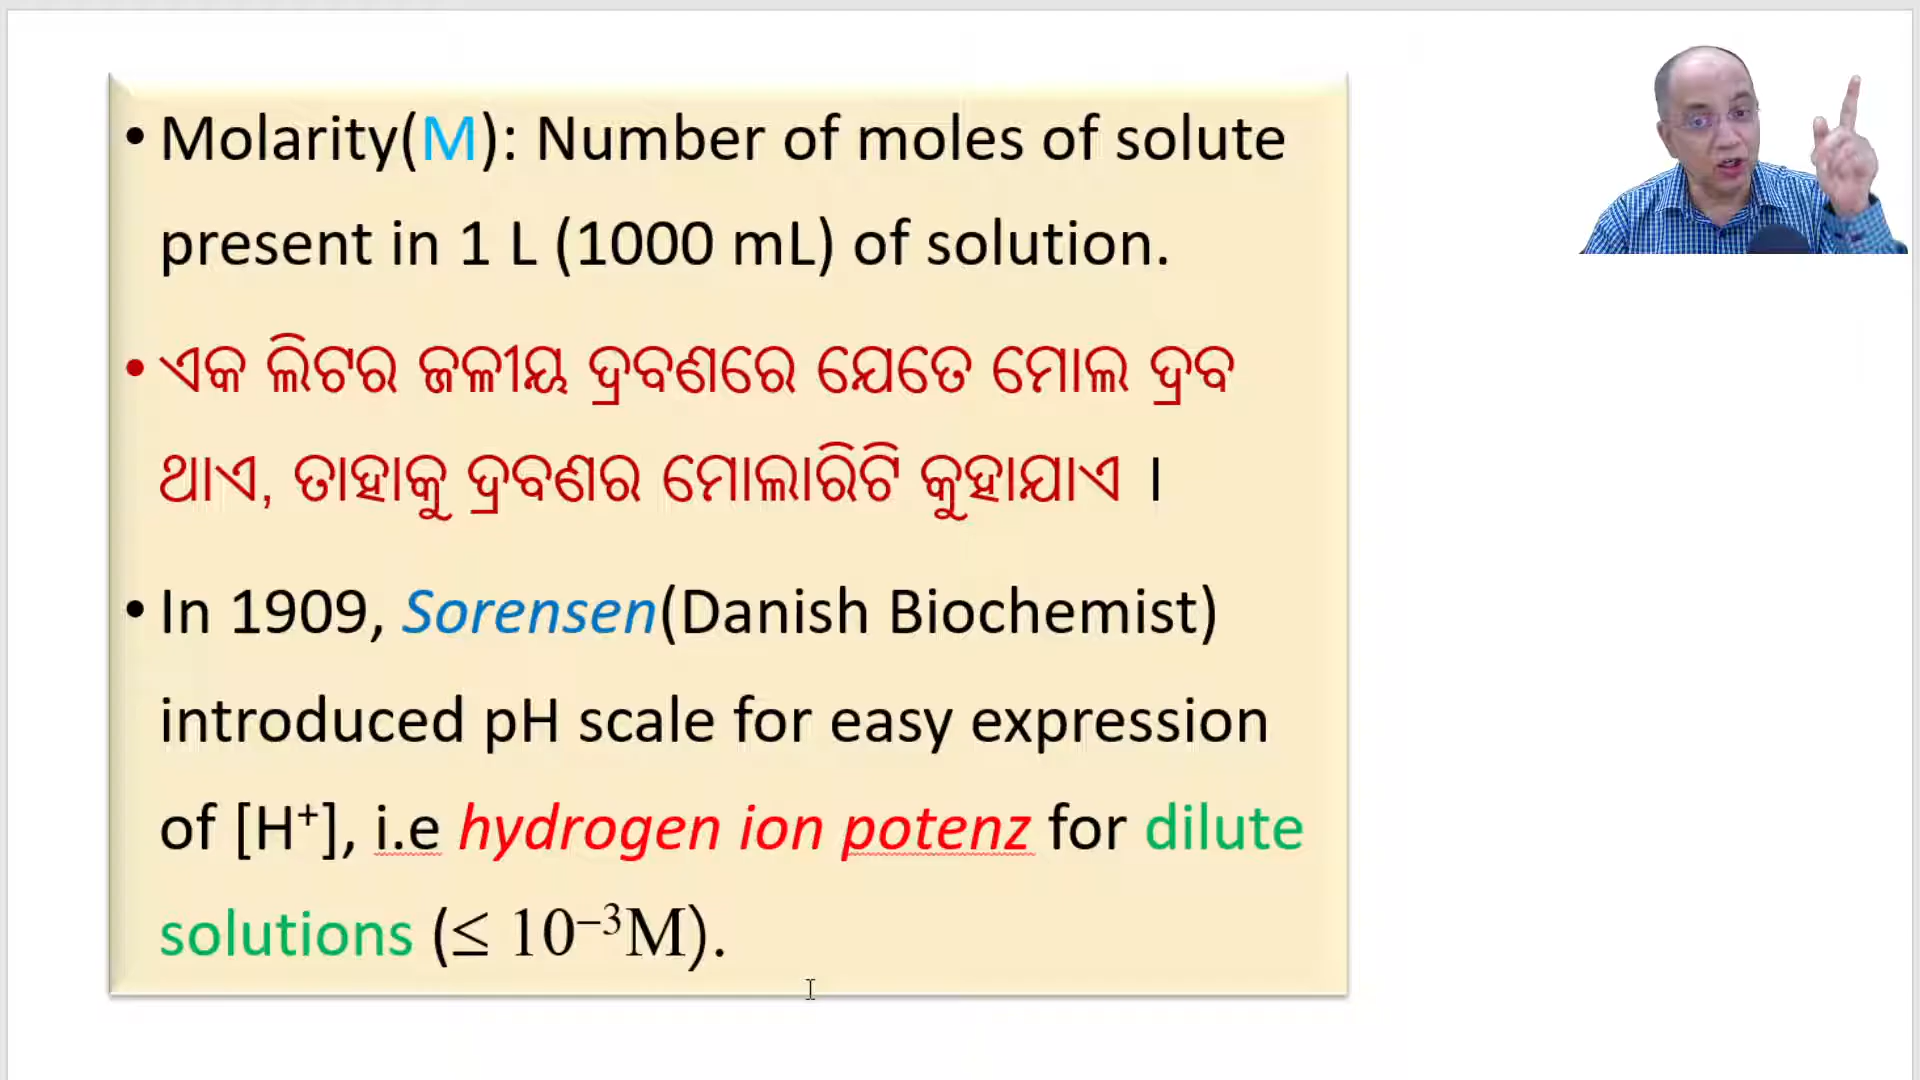 • Molarity(M): Number of moles of solute
present in 1 L (1000 mL) of solution.
• ଏକ ଲିଟର ଜଳୀୟ ଦ୍ରବଣରେ ଯେତେ ମୋଲ ଦ୍ରବ
ଥାଏ, ତାହାକୁ ଦ୍ରବଣର ମୋଲାରିଟି କୁହାଯାଏ ।
• In 1909, Sorensen(Danish Biochemist)
introduced pH scale for easy expression
of [H⁺], i.e hydrogen ion potenz for dilute
solutions (≤ 10⁻³M).